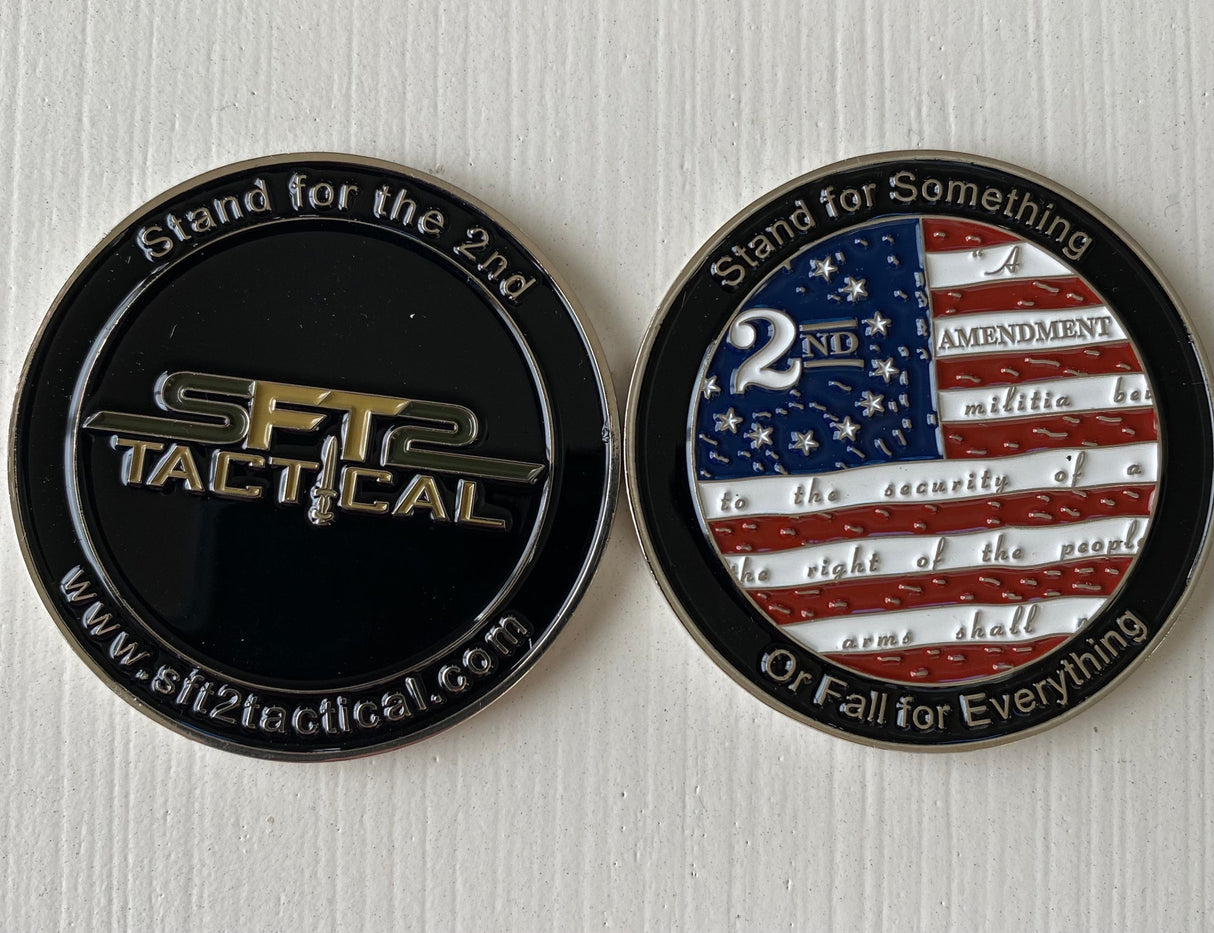 Stand for the 2nd
SFT2
TACTICAL
www.sft2tactical.com
Stand for Something
"A
2ND
AMENDMENT
militia bei
to the security of a
the right of the people
arms shall n
Or Fall for Everything